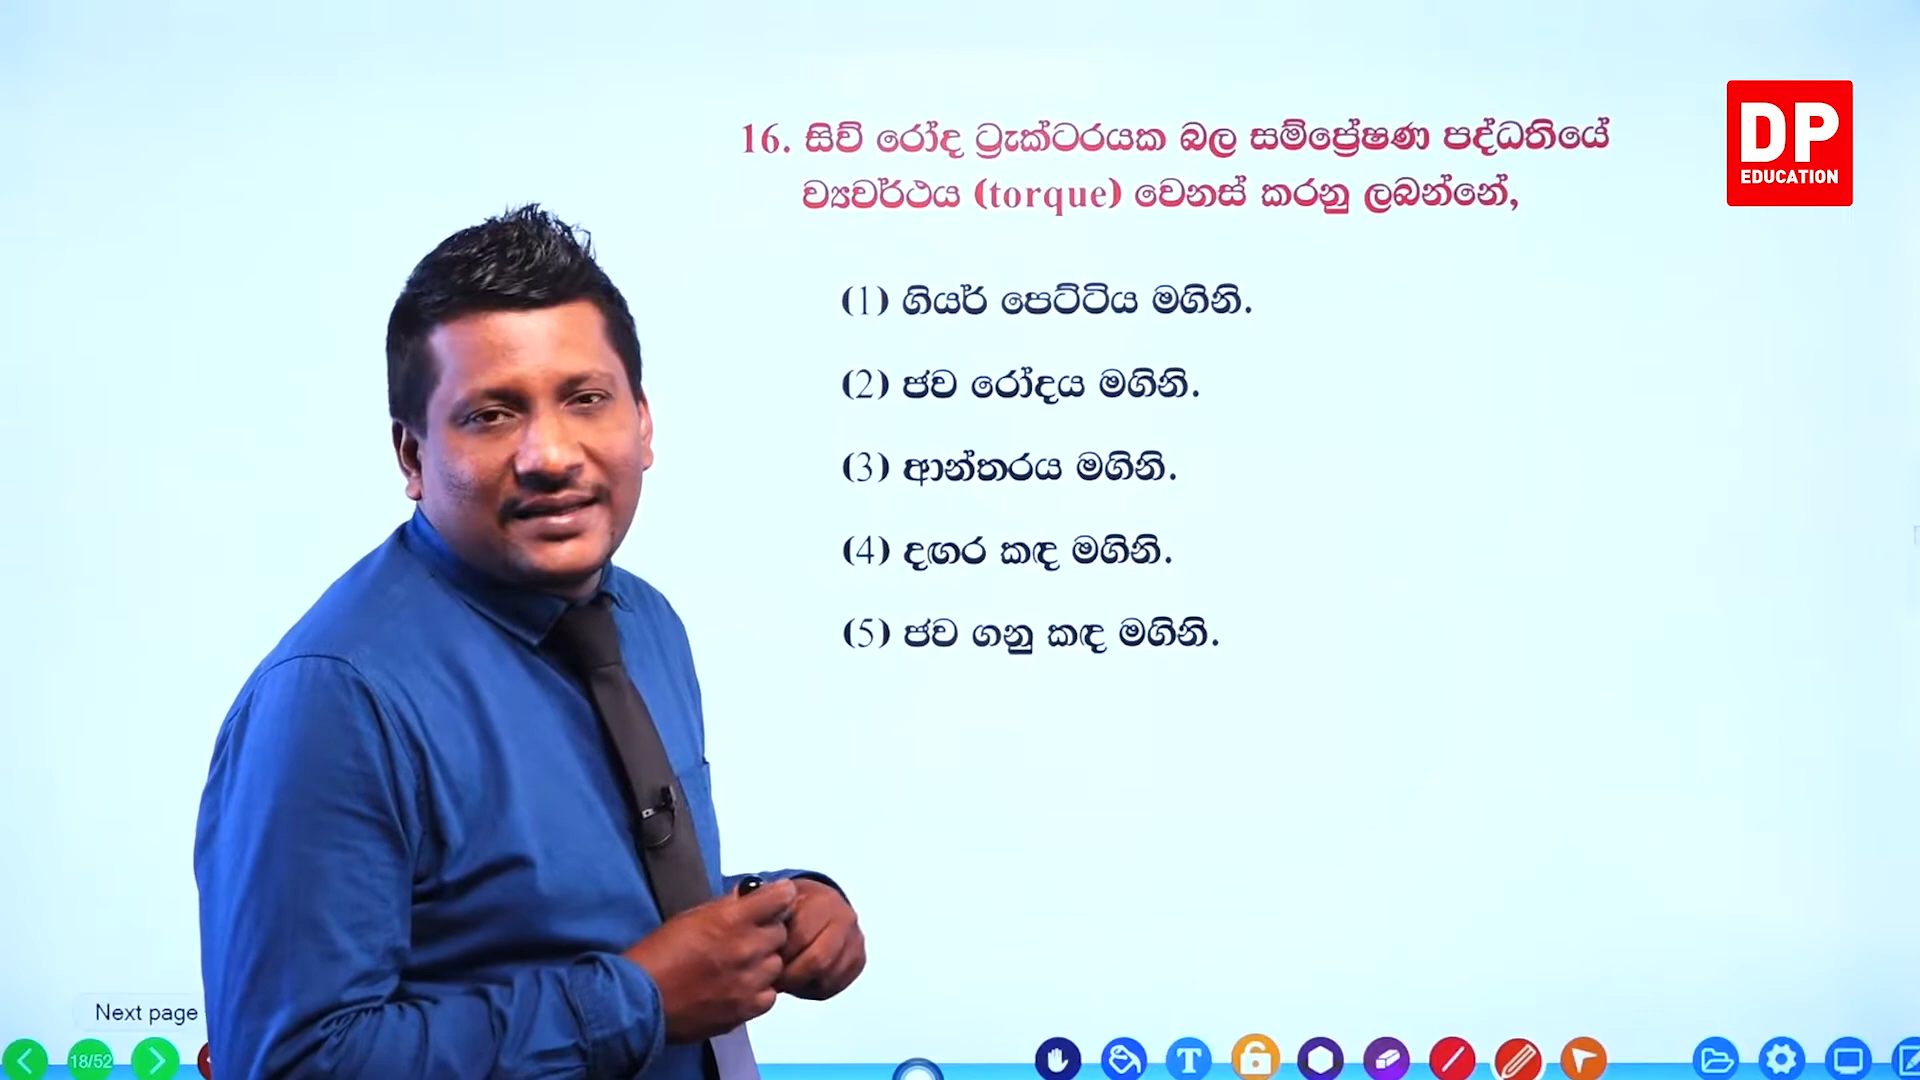 DP
EDUCATION
16. සිව් රෝද ට්‍රැක්ටරයක බල සම්ප්‍රේෂණ පද්ධතියේ
ව්‍යවර්ථය (torque) වෙනස් කරනු ලබන්නේ,
(1) ගියර් පෙට්ටිය මගිනි.
(2) ජව රෝදය මගිනි.
(3) ආන්තරය මගිනි.
(4) දඟර කඳ මගිනි.
(5) ජව ගනු කඳ මගිනි.
Next page
18/52
T